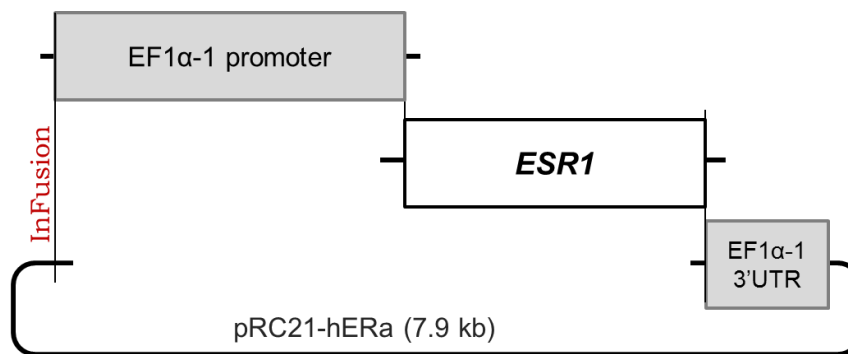 EF1α-1 promoter
InFusion
ESR1
EF1α-1
3'UTR
pRC21-hERa (7.9 kb)